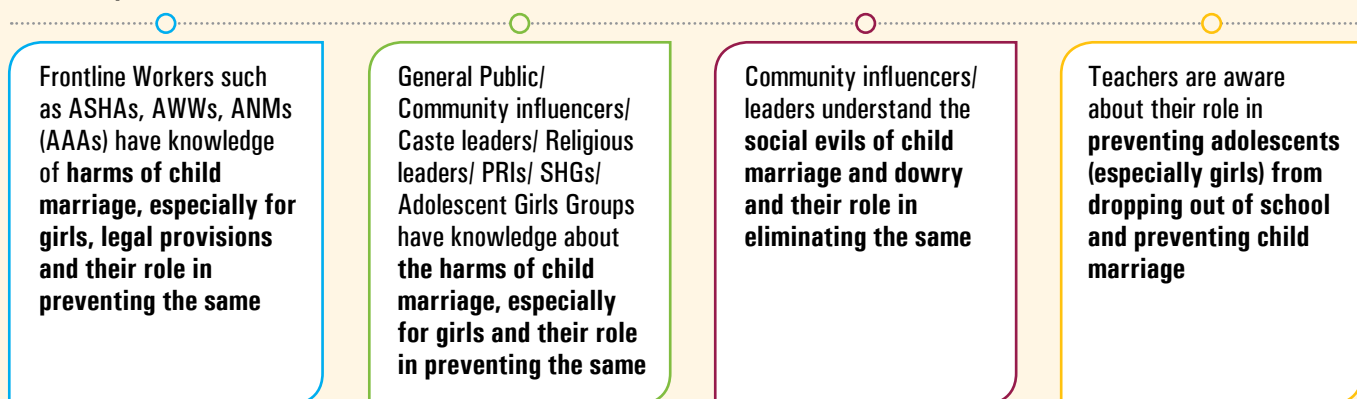 Frontline Workers such
as ASHAs, AWWs, ANMs
(AAAs) have knowledge
of harms of child
marriage, especially for
girls, legal provisions
and their role in
preventing the same
General Public/
Community influencers/
Caste leaders/ Religious
leaders/ PRIs/ SHGs/
Adolescent Girls Groups
have knowledge about
the harms of child
marriage, especially
for girls and their role
in preventing the same
Community influencers/
leaders understand the
social evils of child
marriage and dowry
and their role in
eliminating the same
Teachers are aware
about their role in
preventing adolescents
(especially girls) from
dropping out of school
and preventing child
marriage